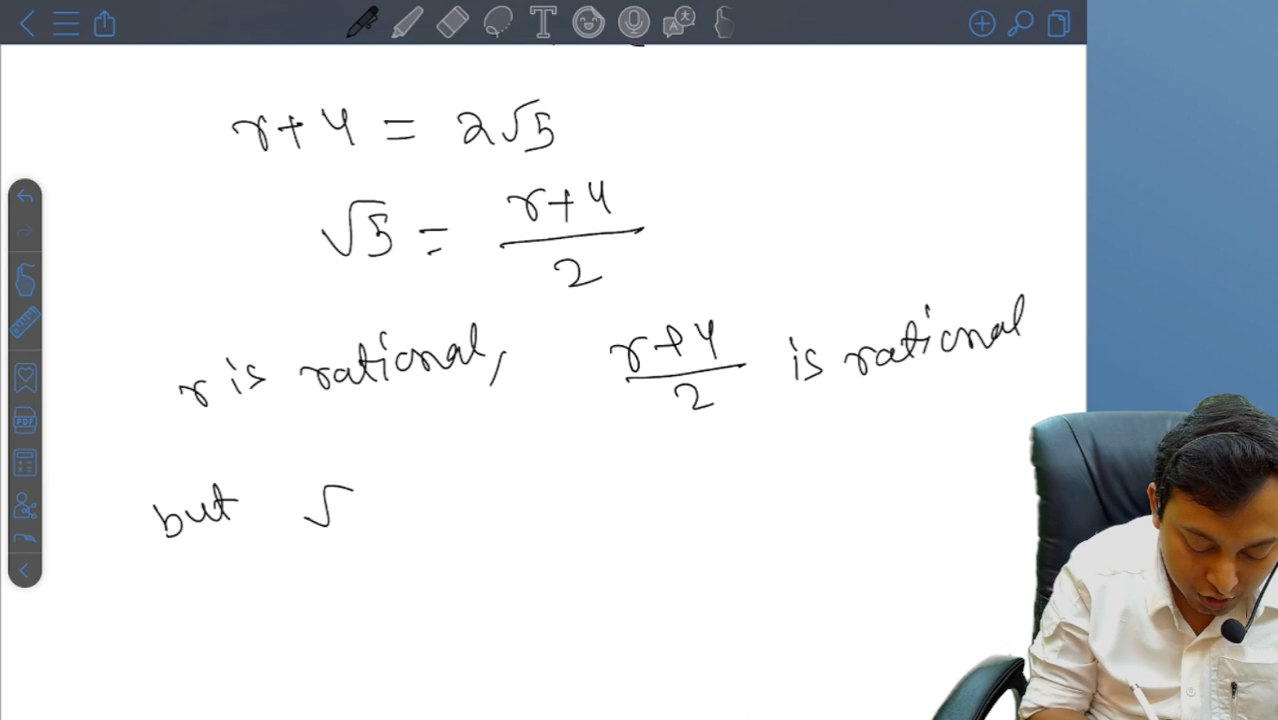 r+4 = 2√5
√5 = r+4/2
r is rational, r+4/2 is rational
but √